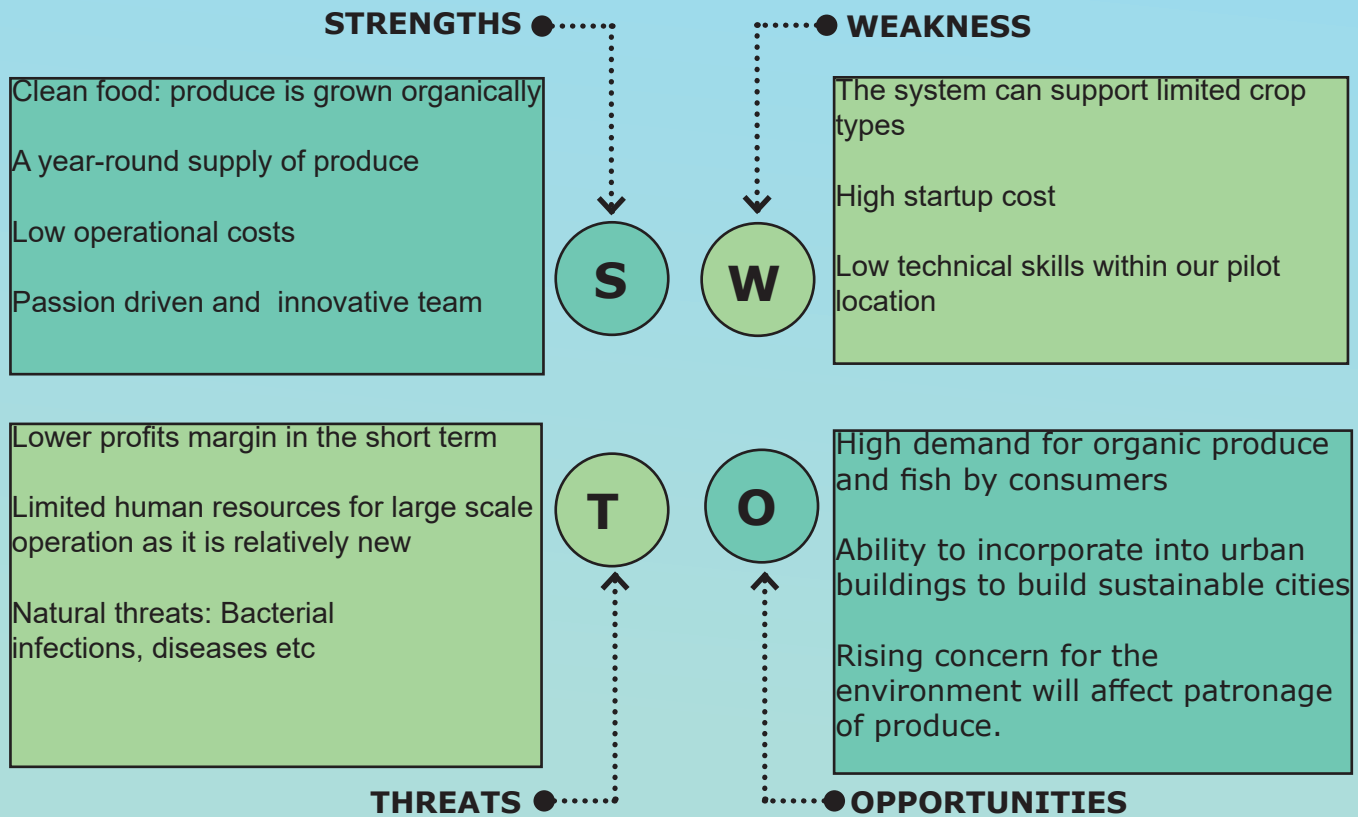 STRENGTHS
Clean food: produce is grown organically
A year-round supply of produce
Low operational costs
Passion driven and  innovative team
S
WEAKNESS
The system can support limited crop
types
High startup cost
Low technical skills within our pilot
location
W
Lower profits margin in the short term
Limited human resources for large scale
operation as it is relatively new
Natural threats: Bacterial
infections, diseases etc
T
THREATS
O
High demand for organic produce
and fish by consumers
Ability to incorporate into urban
buildings to build sustainable cities
Rising concern for the
environment will affect patronage
of produce.
OPPORTUNITIES